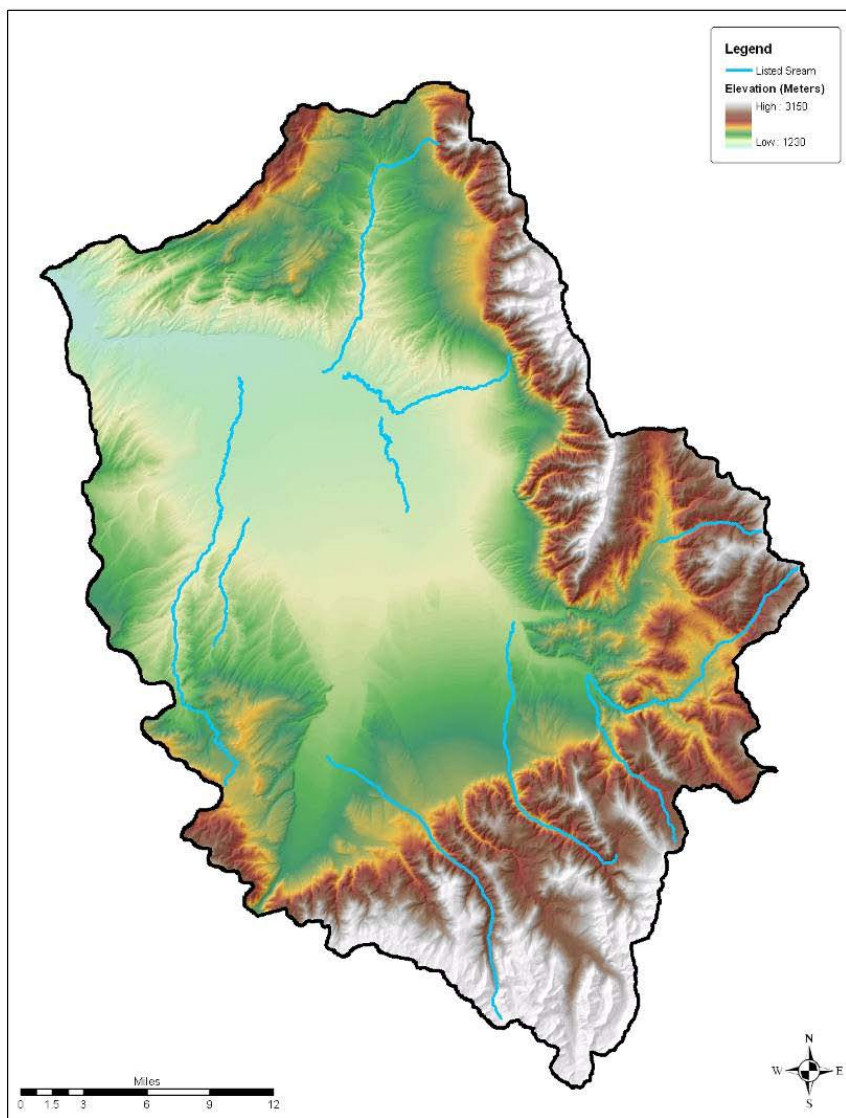 Legend
Listed Sream
Elevation (Meters)
High : 3150
Low : 1230
N
W E
S
Miles
0 1.5 3 6 9 12